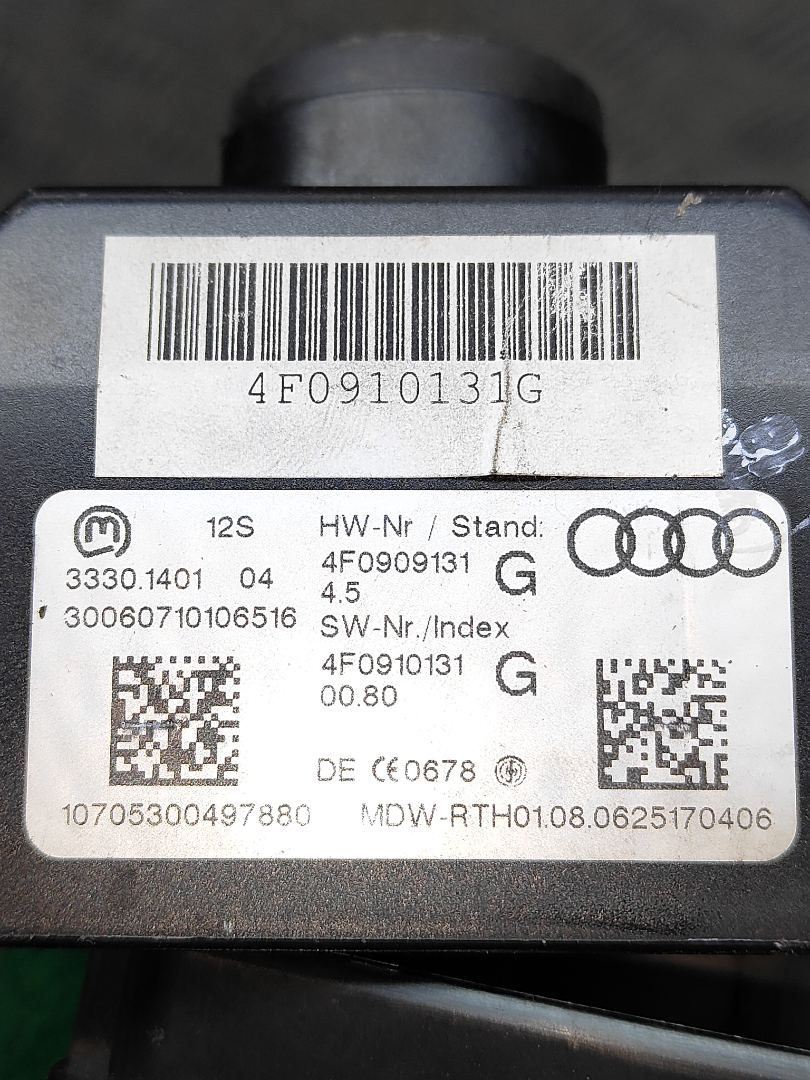 4F0910131G
12S
3330.1401 04
30060710106516
HW-Nr / Stand:
4F0909131 G
4.5
SW-Nr./Index
4F0910131 G
00.80
DE CE0678
10705300497880 MDW-RTH01.08.0625170406